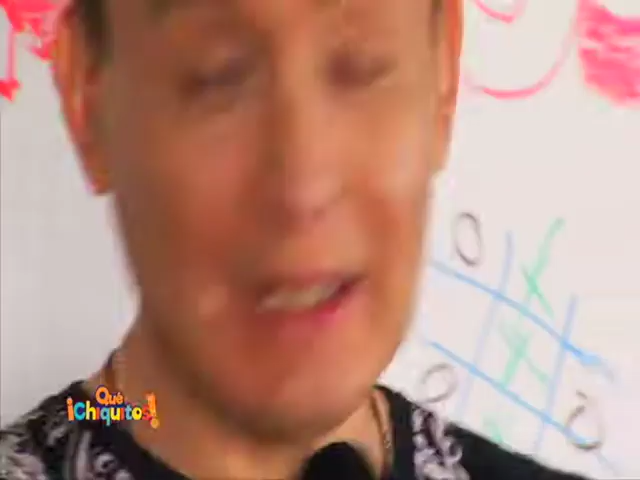 Qué
¡Chiquitos!
O X
X
O O
X